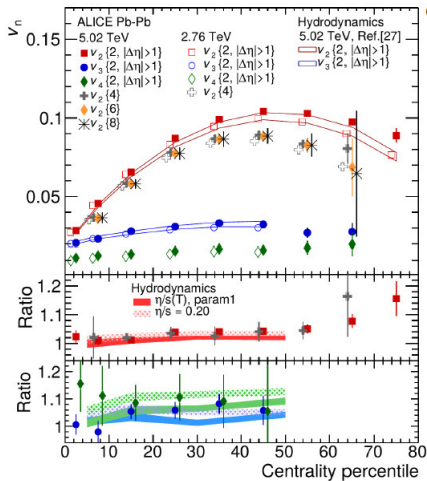 v_n
ALICE Pb-Pb
Hydrodynamics
5.02 TeV
2.76 TeV
5.02 TeV, Ref.[27]
v_2{2, |Δη|>1}
v_3{2, |Δη|>1}
v_4{2, |Δη|>1}
v_2{4}
v_2{6}
v_2{8}
v_2{2, |Δη|>1}
v_3{2, |Δη|>1}
v_4{2, |Δη|>1}
v_2{4}
v_2{2, |Δη|>1}
v_3{2, |Δη|>1}
0.15
0.1
0.05
Ratio
1.2
1.1
1
Hydrodynamics
η/s(T), param1
η/s = 0.20
Ratio
1.2
1.1
1
0 10 20 30 40 50 60 70 80
Centrality percentile